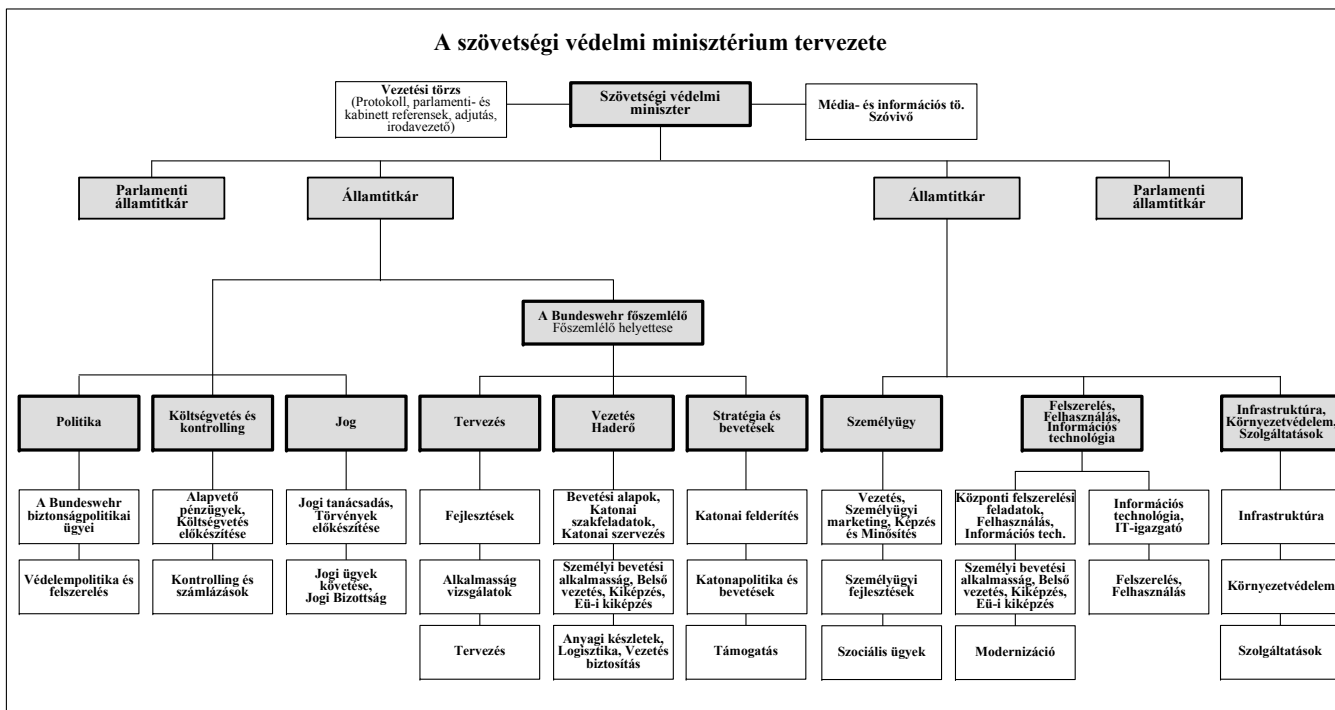 A szövetségi védelmi minisztérium tervezete
Vezetési törzs
(Protokoll, parlamenti- és
kabinett referensek, adjutás,
irodavezető)
Szövetségi védelmi
miniszter
Média- és információs tö.
Szóvivő
Parlamenti
államtitkár
Államtitkár
Államtitkár
Parlamenti
államtitkár
A Bundeswehr főszemlélő
Főszemlélő helyettese
Politika
Költségvetés és
kontrolling
Jog
Tervezés
Vezetés
Haderő
Stratégia és
bevetések
Személyügy
Felszerelés,
Felhasználás,
Információs
technológia
Infrastruktúra,
Környezetvédelem,
Szolgáltatások
A Bundeswehr
biztonságpolitikai
ügyei
Alapvető
pénzügyek,
Költségvetés
előkészítése
Jogi tanácsadás,
Törvények
előkészítése
Fejlesztések
Bevetési alapok,
Katonai
szakfeladatok,
Katonai szervezés
Katonai felderítés
Vezetés,
Személyügyi
marketing, Képzés
és Minősítés
Központi felszerelési
feladatok,
Felhasználás,
Információs tech.
Információs
technológia,
IT-igazgató
Infrastruktúra
Védelempolitika és
felszerelés
Kontrolling és
számlázások
Jogi ügyek
követése,
Jogi Bizottság
Alkalmasság
vizsgálatok
Személyi bevetési
alkalmasság, Belső
vezetés, Kiképzés,
Eü-i kiképzés
Katonapolitika és
bevetések
Személyügyi
fejlesztések
Személyi bevetési
alkalmasság, Belső
vezetés, Kiképzés,
Eü-i kiképzés
Felszerelés,
Felhasználás
Környezetvédelem
Tervezés
Anyagi készletek,
Logisztika, Vezetés
biztosítás
Támogatás
Szociális ügyek
Modernizáció
Szolgáltatások